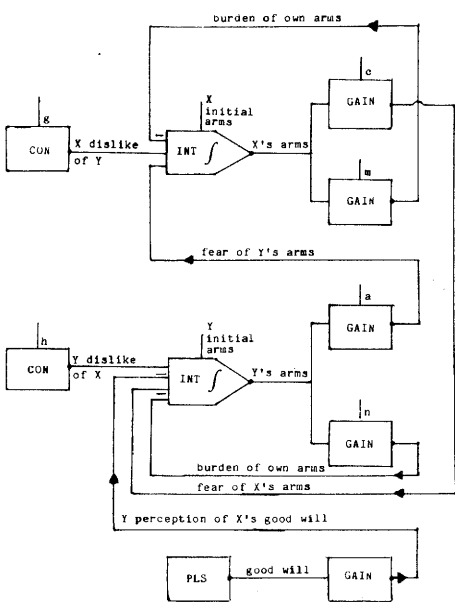 burden of own arms
X
initial
arms
c
GAIN
g
CON
X dislike
of Y
INT ∫
X's arms
m
GAIN
fear of Y's arms
a
GAIN
Y
initial
arms
h
CON
Y dislike
of X
INT ∫
Y's arms
n
GAIN
burden of own arms
fear of X's arms
Y perception of X's good will
PLS
good will
GAIN